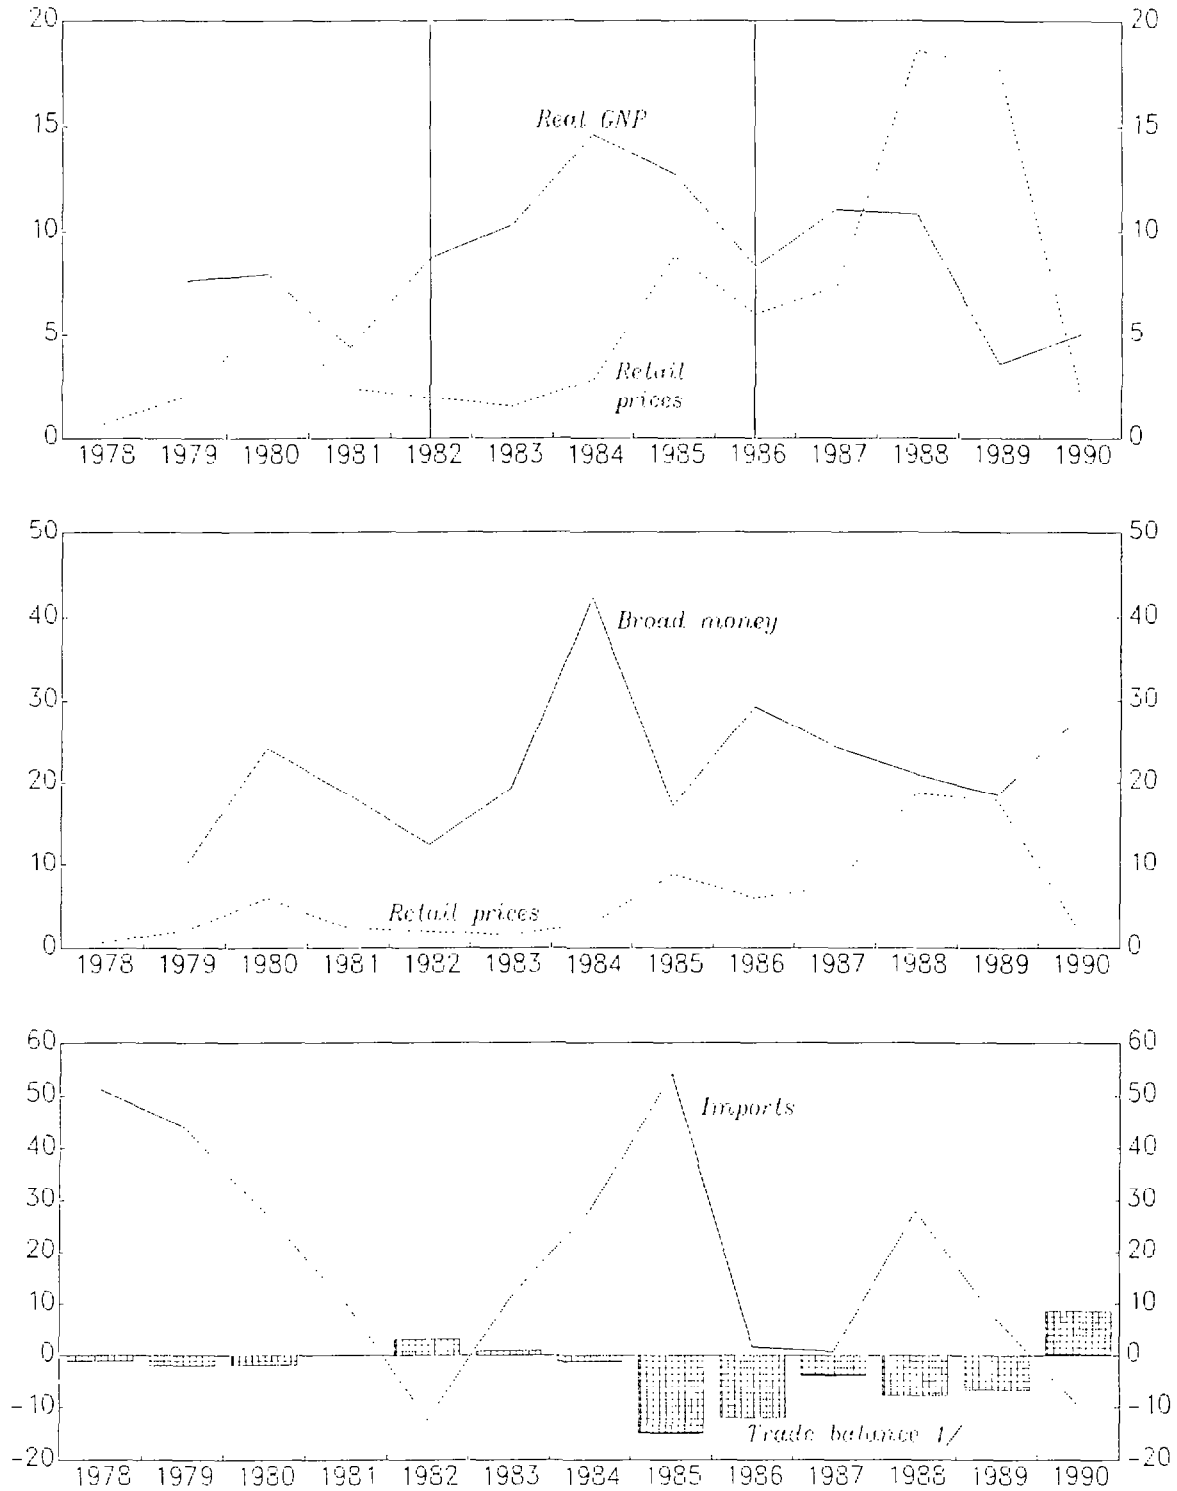 20 20
Real GNP
15 15
10 10
5 5
Retail
prices
0 0
1978 1979 1980 1981 1982 1983 1984 1985 1986 1987 1988 1989 1990
50 50
40 Broad money 40
30 30
20 20
10 10
Retail prices
0 0
1978 1979 1980 1981 1982 1983 1984 1985 1986 1987 1988 1989 1990
60 60
50 50
Imports
40 40
30 30
20 20
10 10
0 0
-10 -10
Trade balance 1/
-20 -20
1978 1979 1980 1981 1982 1983 1984 1985 1986 1987 1988 1989 1990